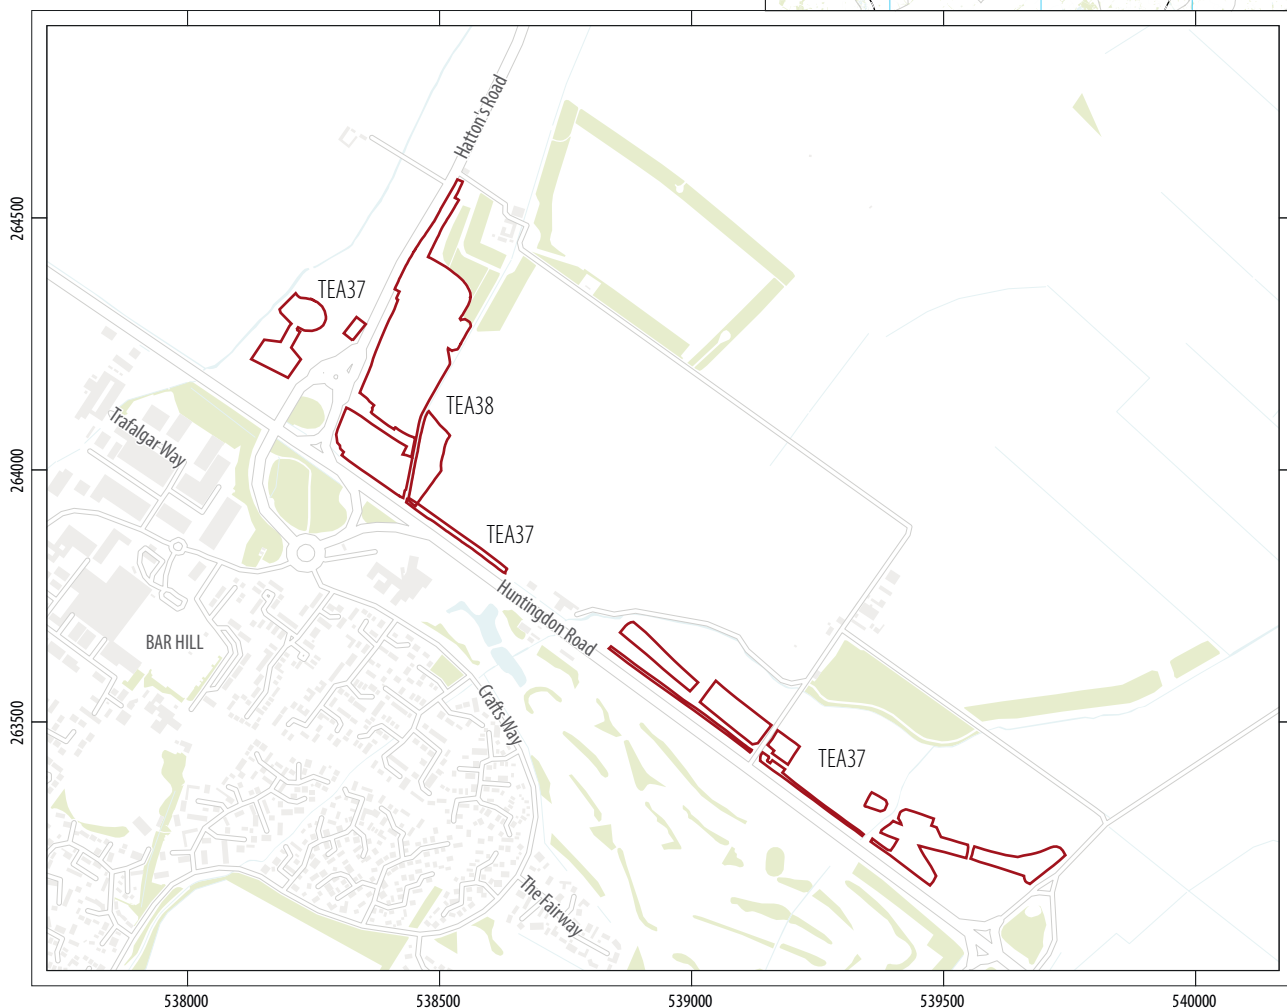 Hatton's Road
264500
TEA37
TEA38
Trafalgar Way
264000
TEA37
Huntingdon Road
BAR HILL
Crafts Way
263500
TEA37
The Fairway
538000
538500
539000
539500
540000